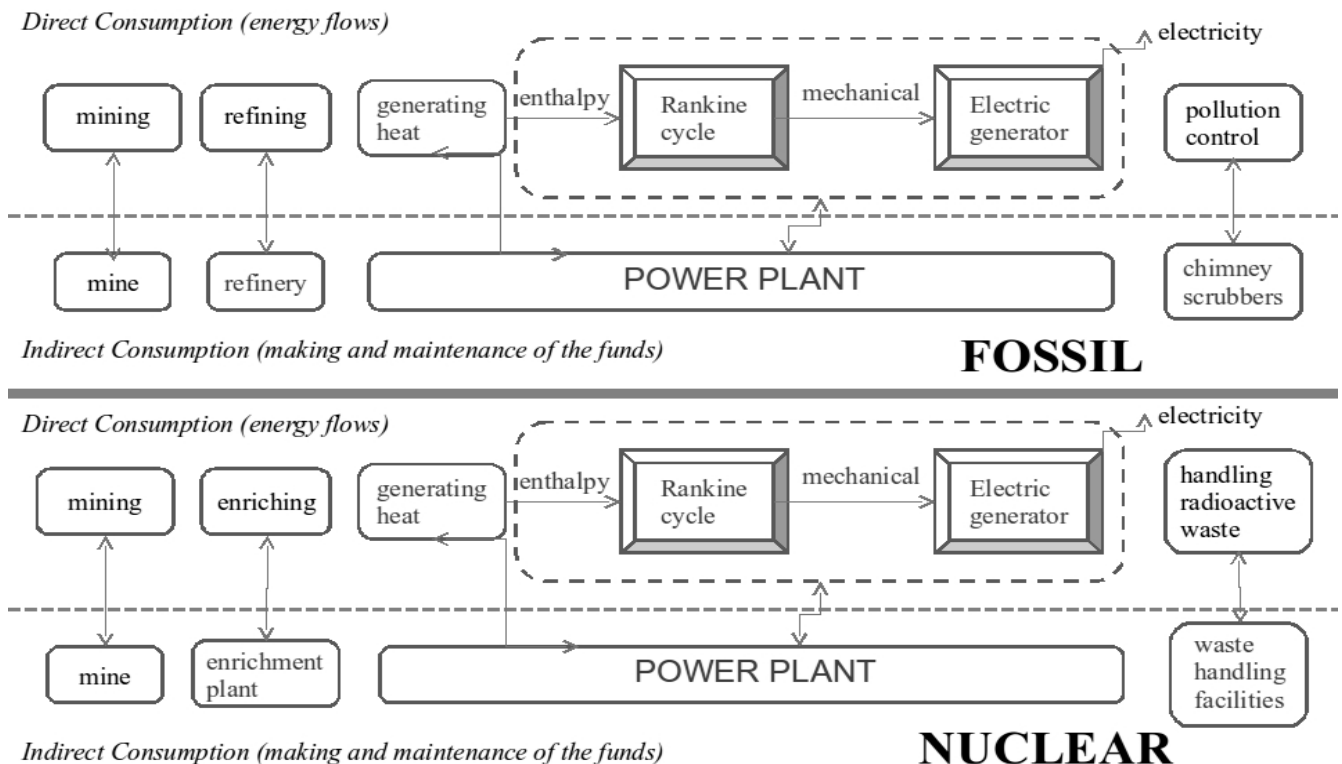 Direct Consumption (energy flows)
electricity
mining
refining
generating
heat
enthalpy
Rankine
cycle
mechanical
Electric
generator
pollution
control
mine
refinery
POWER PLANT
chimney
scrubbers
Indirect Consumption (making and maintenance of the funds)
FOSSIL
Direct Consumption (energy flows)
electricity
mining
enriching
generating
heat
enthalpy
Rankine
cycle
mechanical
Electric
generator
handling
radioactive
waste
mine
enrichment
plant
POWER PLANT
waste
handling
facilities
Indirect Consumption (making and maintenance of the funds)
NUCLEAR